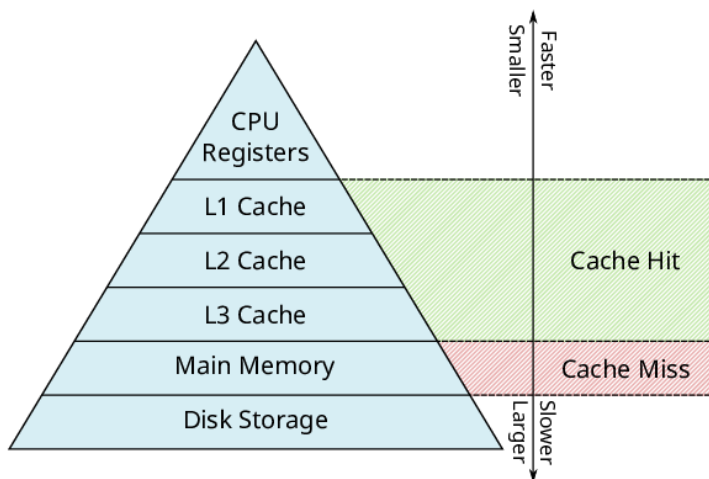 CPU
Registers
L1 Cache
L2 Cache
L3 Cache
Main Memory
Disk Storage
Faster
Smaller
Cache Hit
Cache Miss
Slower
Larger